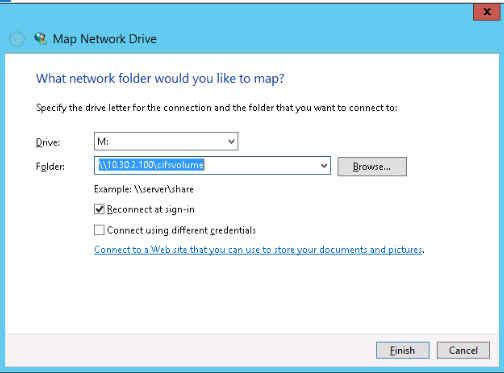 Map Network Drive
What network folder would you like to map?
Specify the drive letter for the connection and the folder that you want to connect to:
Drive: M:
Folder: \\10.30.2.100\cifsvolume Browse...
Example: \\server\share
Reconnect at sign-in
Connect using different credentials
Connect to a Web site that you can use to store your documents and pictures.
Finish Cancel